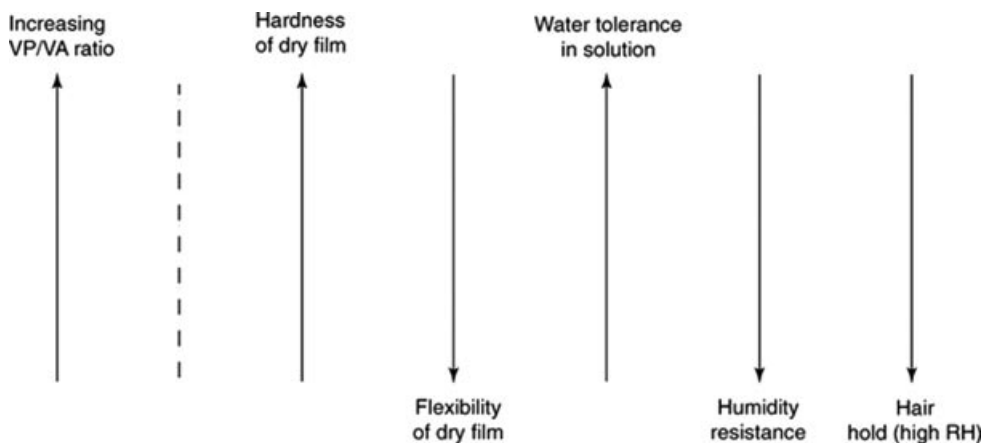 Increasing
VP/VA ratio
Hardness
of dry film
Water tolerance
in solution
Flexibility
of dry film
Humidity
resistance
Hair
hold (high RH)